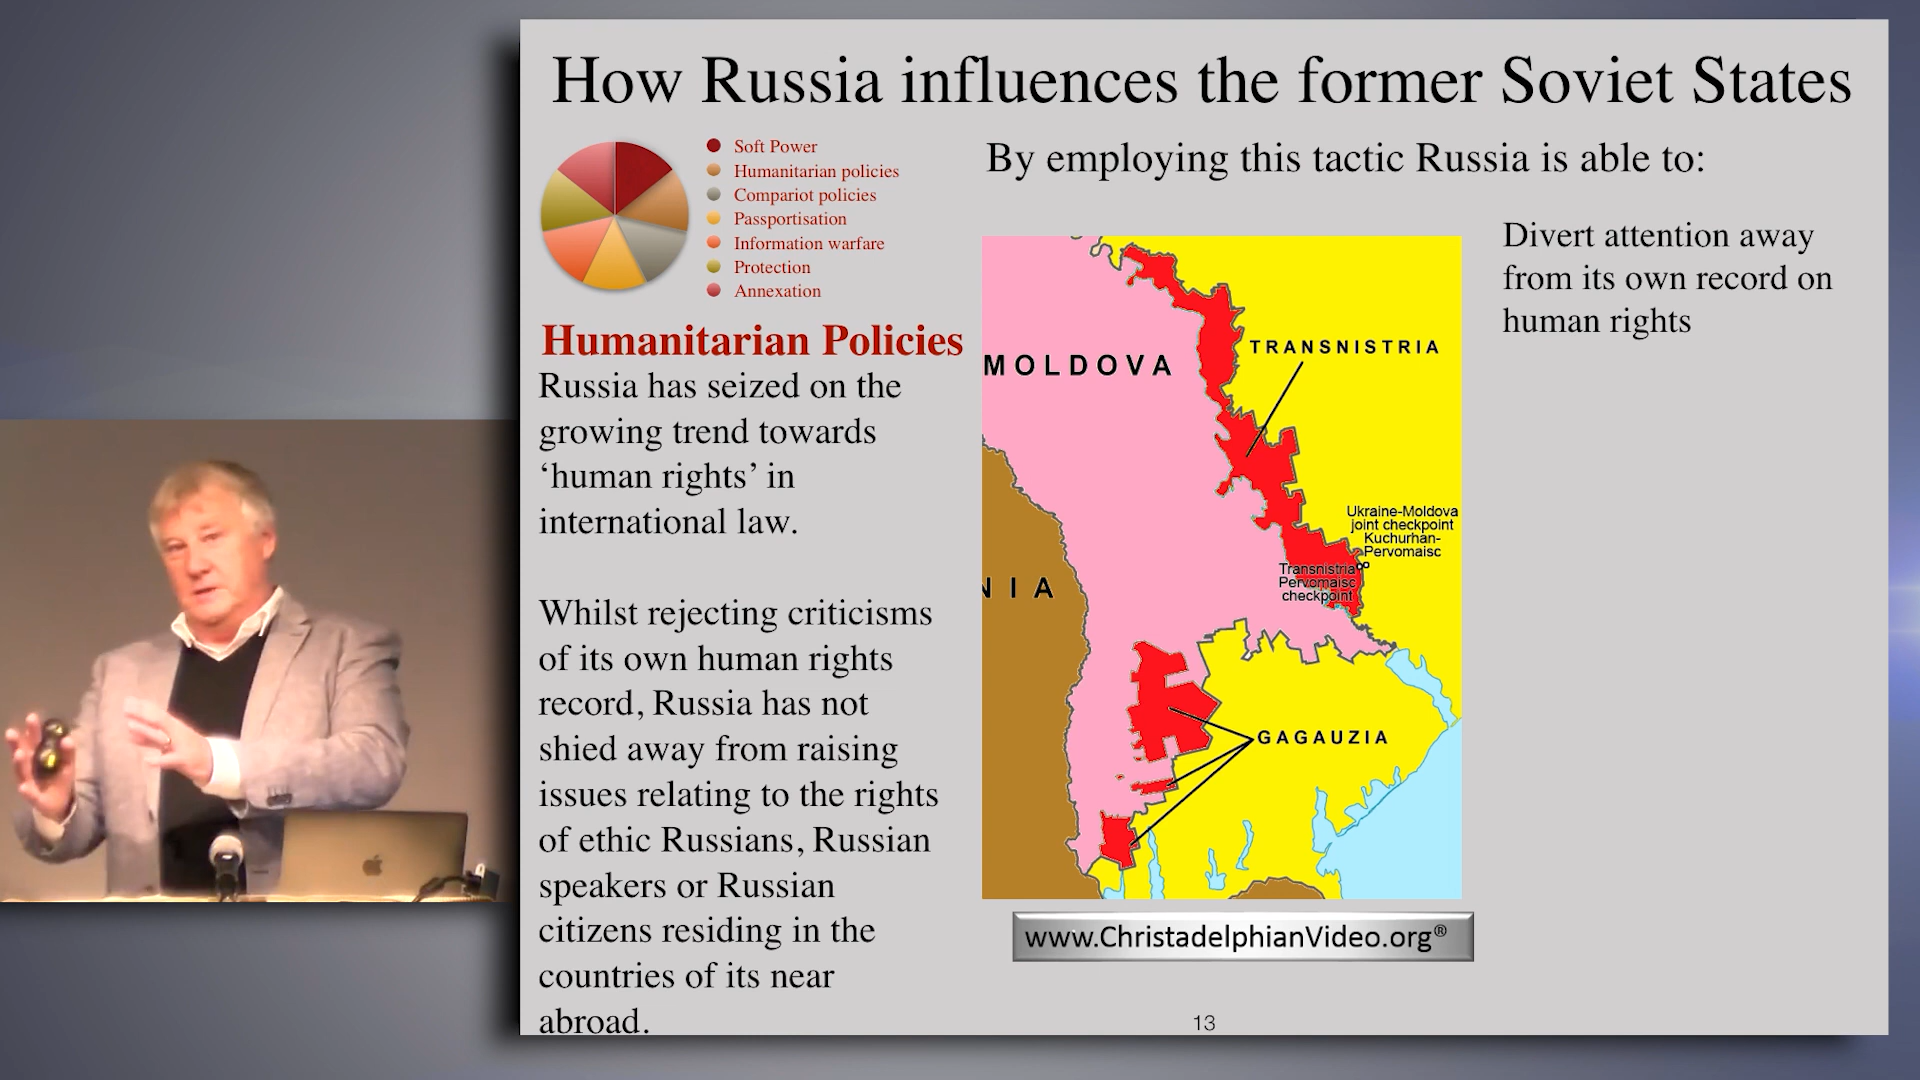 How Russia influences the former Soviet States
Soft Power
Humanitarian policies
Compariot policies
Passportisation
Information warfare
Protection
Annexation
Humanitarian Policies
Russia has seized on the
growing trend towards
‘human rights’ in
international law.
Whilst rejecting criticisms
of its own human rights
record, Russia has not
shied away from raising
issues relating to the rights
of ethic Russians, Russian
speakers or Russian
citizens residing in the
countries of its near
abroad.
By employing this tactic Russia is able to:
MOLDOVA
TRANSNISTRIA
Ukraine-Moldova
joint checkpoint
Kuchurhan-
Pervomaisc
Transnistria
Pervomaisc
checkpoint
NIA
GAGAUZIA
Divert attention away
from its own record on
human rights
www.ChristadelphianVideo.org®
13